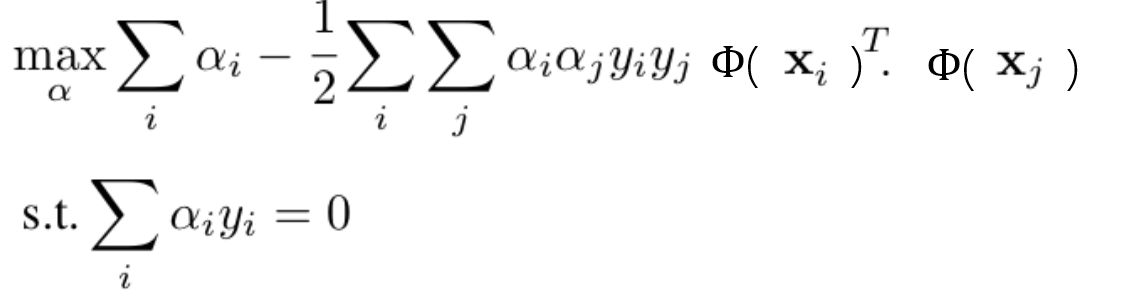 max_α ∑_i α_i − 1/2 ∑_i ∑_j α_i α_j y_i y_j Φ( x_i )^T. Φ( x_j )
s.t. ∑_i α_i y_i = 0